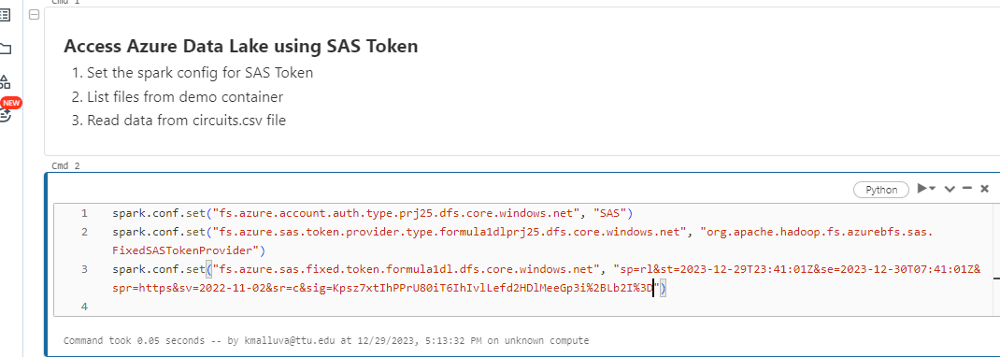 Cmd 1
Access Azure Data Lake using SAS Token
1. Set the spark config for SAS Token
2. List files from demo container
3. Read data from circuits.csv file
NEW
Cmd 2
Python
1 spark.conf.set("fs.azure.account.auth.type.prj25.dfs.core.windows.net", "SAS")
2 spark.conf.set("fs.azure.sas.token.provider.type.formula1dlprj25.dfs.core.windows.net", "org.apache.hadoop.fs.azurebfs.sas.
FixedSASTokenProvider")
3 spark.conf.set("fs.azure.sas.fixed.token.formula1dl.dfs.core.windows.net", "sp=rl&st=2023-12-29T23:41:01Z&se=2023-12-30T07:41:01Z&
spr=https&sv=2022-11-02&sr=c&sig=Kpsz7xtIhPPrU80iT6IhIvlLefd2HDlMeeGp3i%2BLb2I%3D")
4
Command took 0.05 seconds -- by kmalluva@ttu.edu at 12/29/2023, 5:13:32 PM on unknown compute